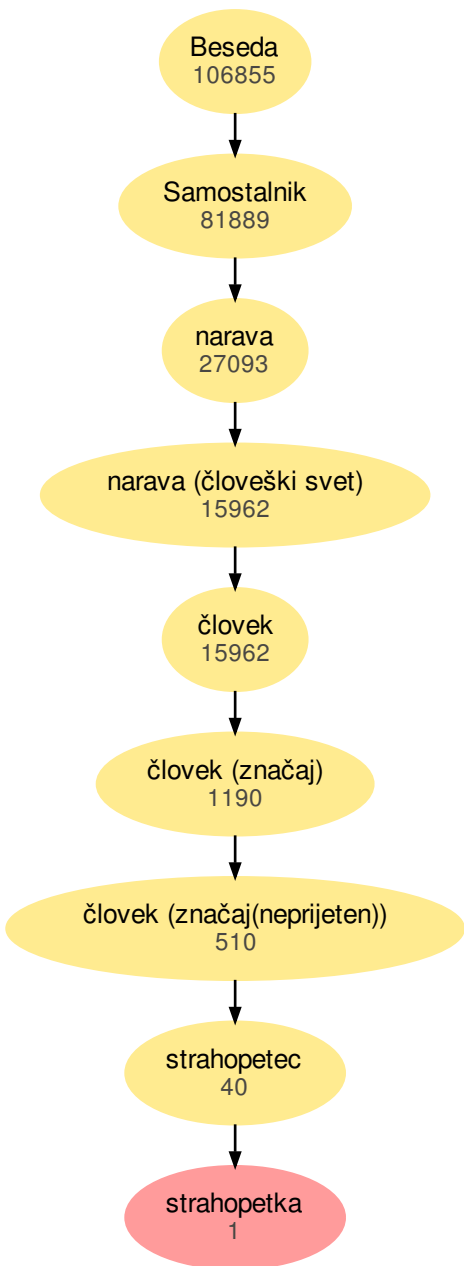 Beseda
106855
Samostalnik
81889
narava
27093
narava (človeški svet)
15962
človek
15962
človek (značaj)
1190
človek (značaj(neprijeten))
510
strahopetec
40
strahopetka
1